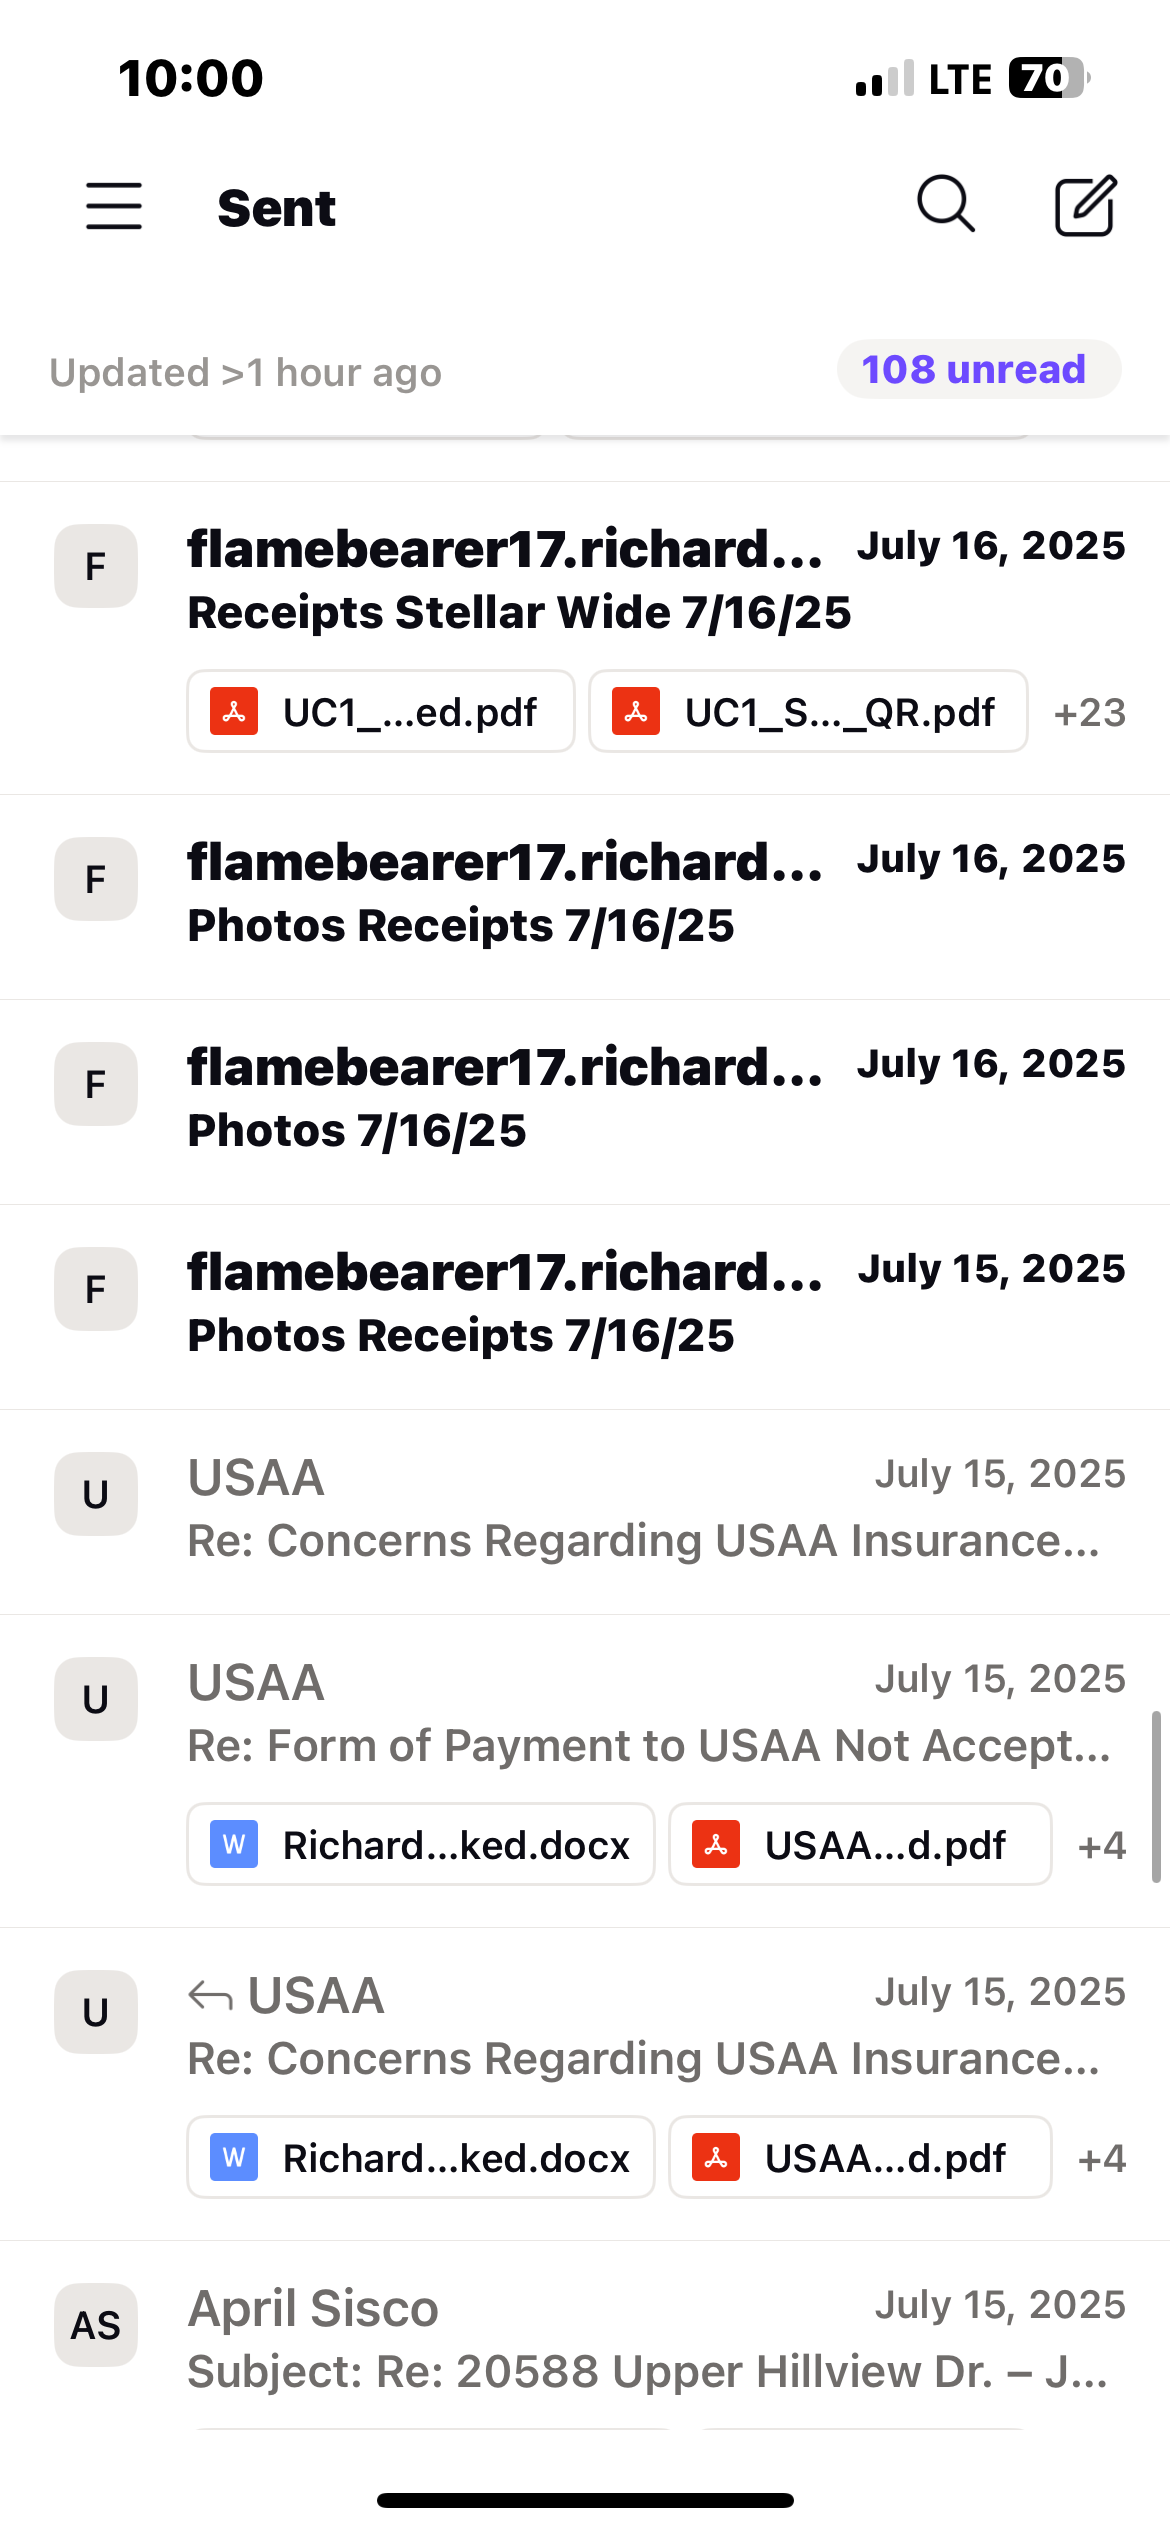 10:00
LTE 70
Sent
Updated >1 hour ago
108 unread
F
flamebearer17.richard... July 16, 2025
Receipts Stellar Wide 7/16/25
UC1_...ed.pdf UC1_S..._QR.pdf +23
F
flamebearer17.richard... July 16, 2025
Photos Receipts 7/16/25
F
flamebearer17.richard... July 16, 2025
Photos 7/16/25
F
flamebearer17.richard... July 15, 2025
Photos Receipts 7/16/25
U
USAA July 15, 2025
Re: Concerns Regarding USAA Insurance...
U
USAA July 15, 2025
Re: Form of Payment to USAA Not Accept...
W Richard...ked.docx USAA...d.pdf +4
U
USAA July 15, 2025
Re: Concerns Regarding USAA Insurance...
W Richard...ked.docx USAA...d.pdf +4
AS
April Sisco July 15, 2025
Subject: Re: 20588 Upper Hillview Dr. – J...